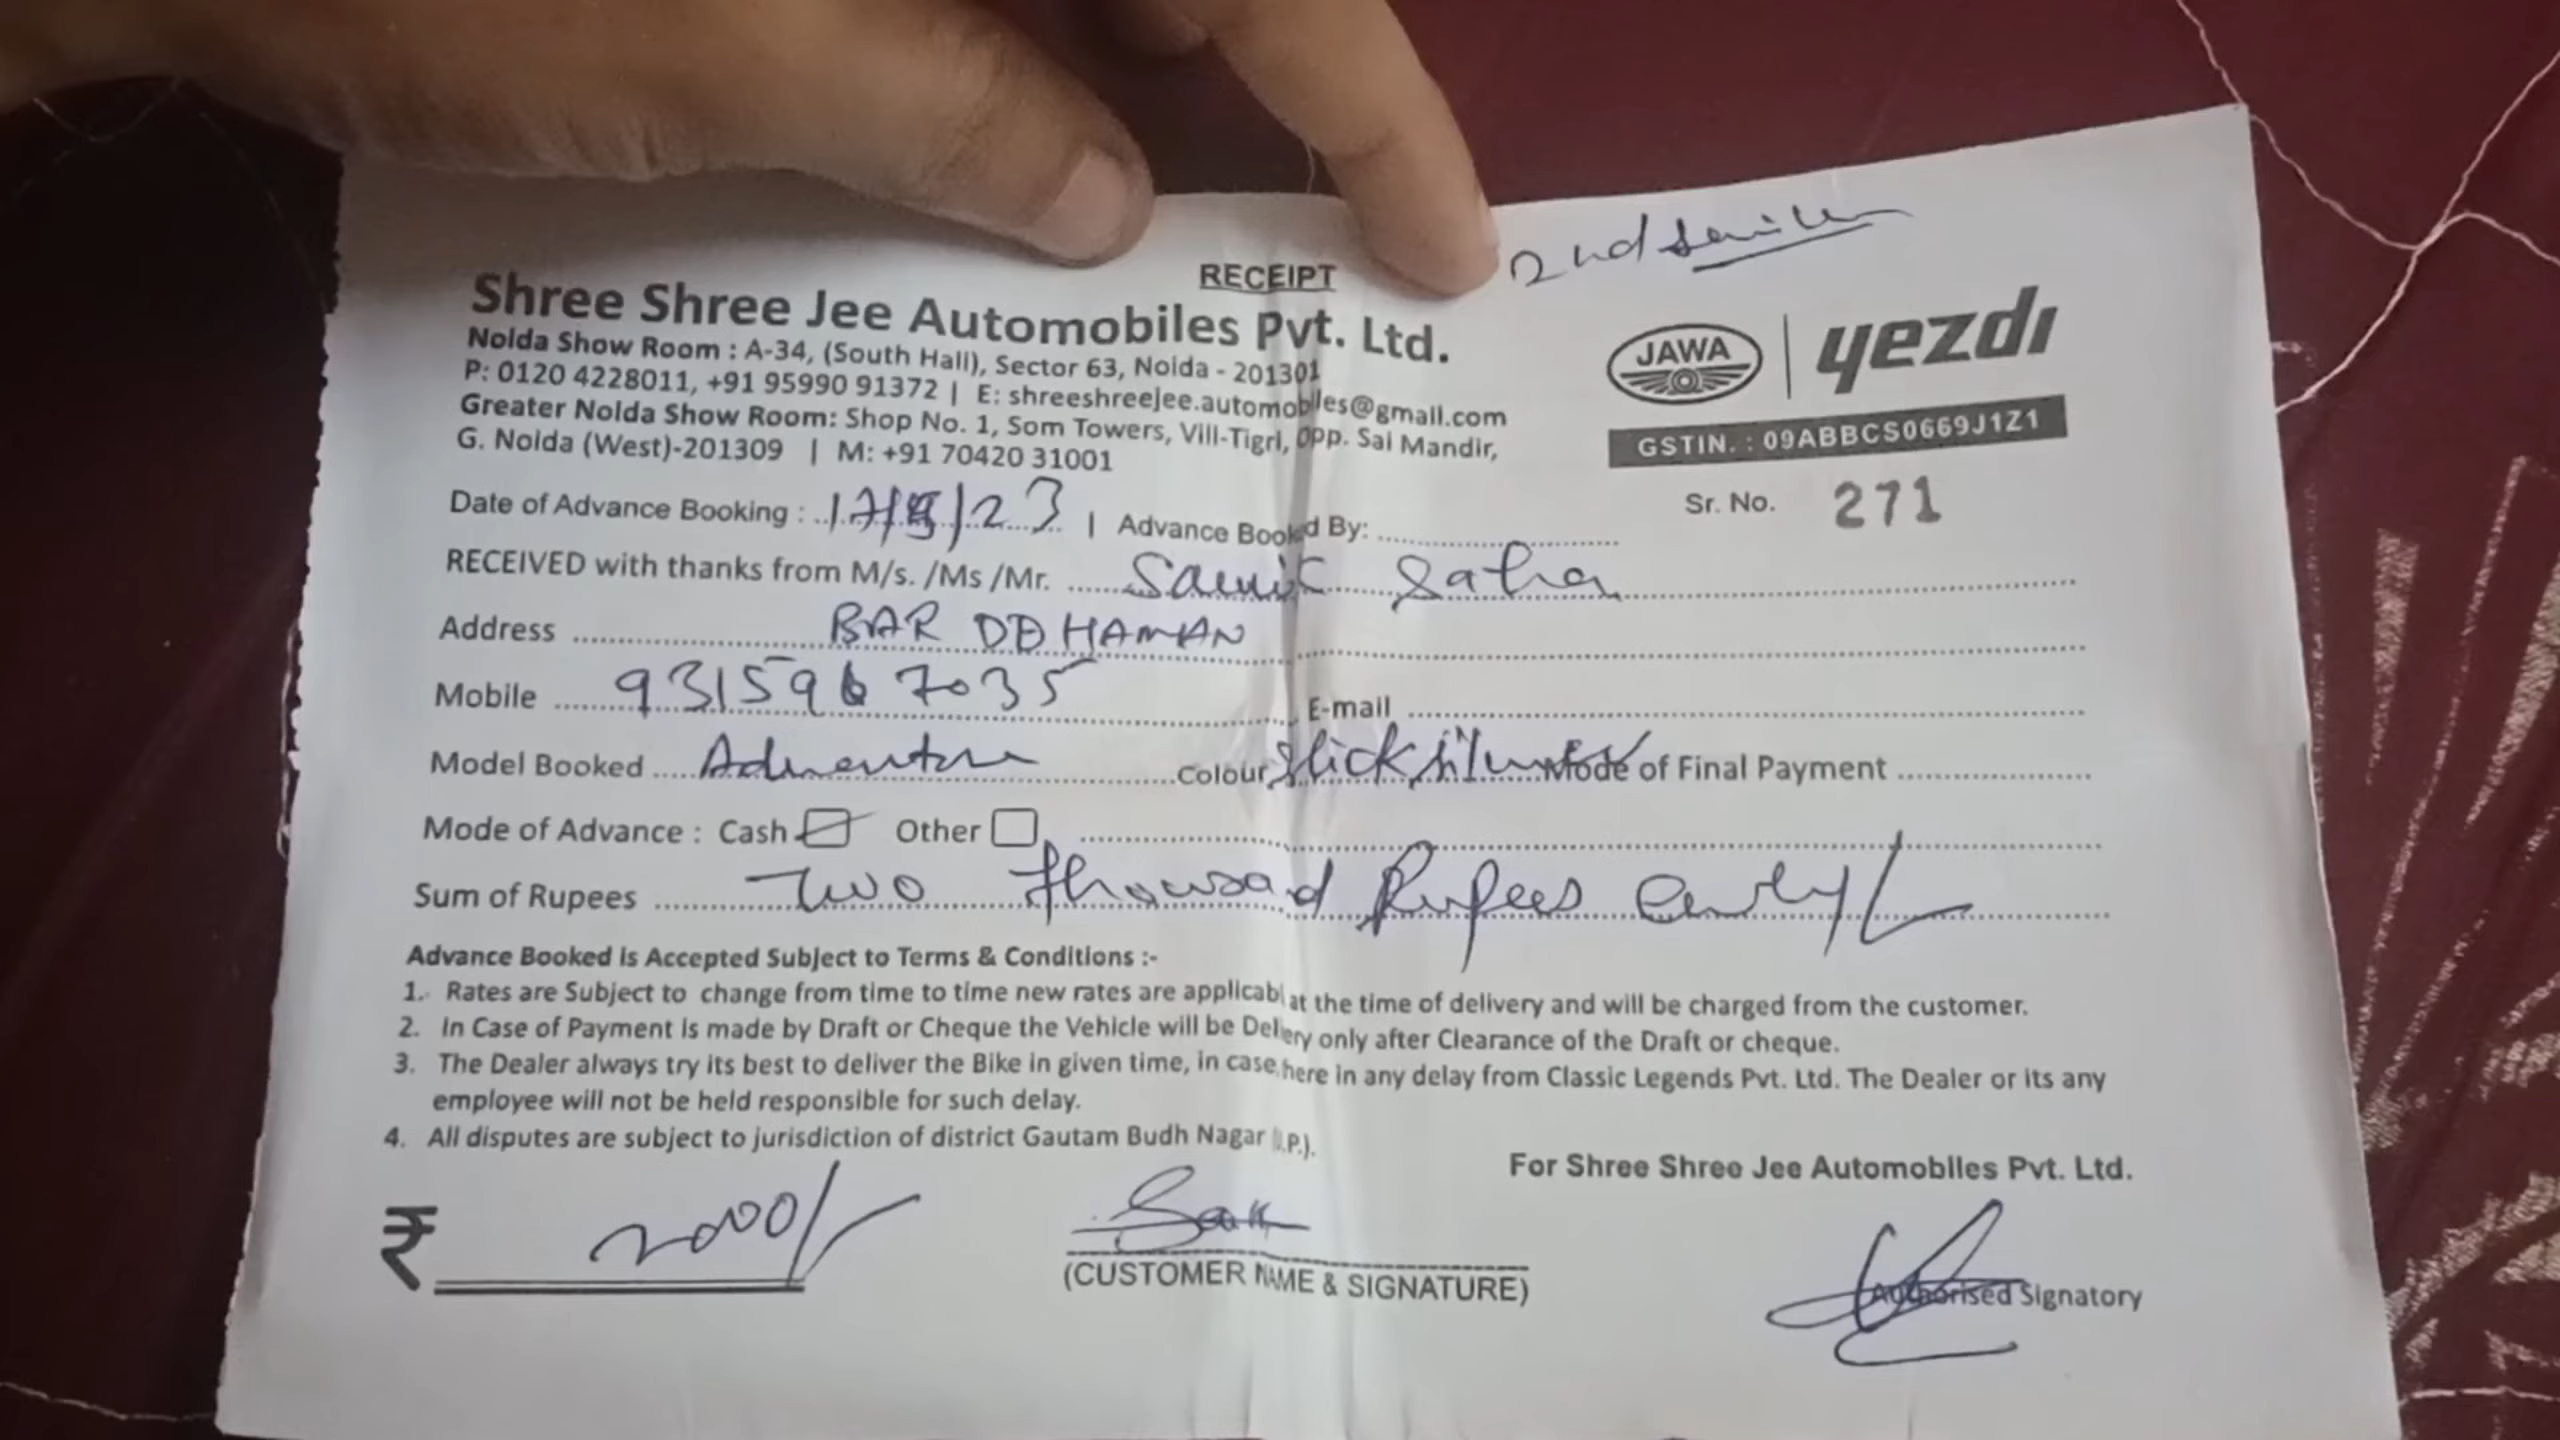 RECEIPT
2nd Service
Shree Shree Jee Automobiles Pvt. Ltd.
Noida Show Room : A-34, (South Hall), Sector 63, Noida - 201301
P: 0120 4228011, +91 95990 91372 | E: shreeshreejee.automobiles@gmail.com
Greater Noida Show Room: Shop No. 1, Som Towers, Vill-Tigri, Opp. Sai Mandir,
G. Noida (West)-201309 | M: +91 70420 31001
JAWA | yezdi
GSTIN. : 09ABBCS0669J1Z1
Sr. No. 271
Date of Advance Booking : 17/ /23 | Advance Booked By:
RECEIVED with thanks from M/s. /Ms /Mr. Samit Saha
Address BAR DDHAMAN
Mobile 9315967035 E-mail
Model Booked Adventure Colour slick silver Mode of Final Payment
Mode of Advance : Cash Other
Sum of Rupees Two thousad Rupees only/
Advance Booked is Accepted Subject to Terms & Conditions :-
1. Rates are Subject to change from time to time new rates are applicabl at the time of delivery and will be charged from the customer.
2. In Case of Payment is made by Draft or Cheque the Vehicle will be Delery only after Clearance of the Draft or cheque.
3. The Dealer always try its best to deliver the Bike in given time, in case here in any delay from Classic Legends Pvt. Ltd. The Dealer or its any
employee will not be held responsible for such delay.
4. All disputes are subject to jurisdiction of district Gautam Budh Nagar (U.P.).
For Shree Shree Jee Automobiles Pvt. Ltd.
₹ 2000/-
(CUSTOMER NAME & SIGNATURE)
Authorised Signatory